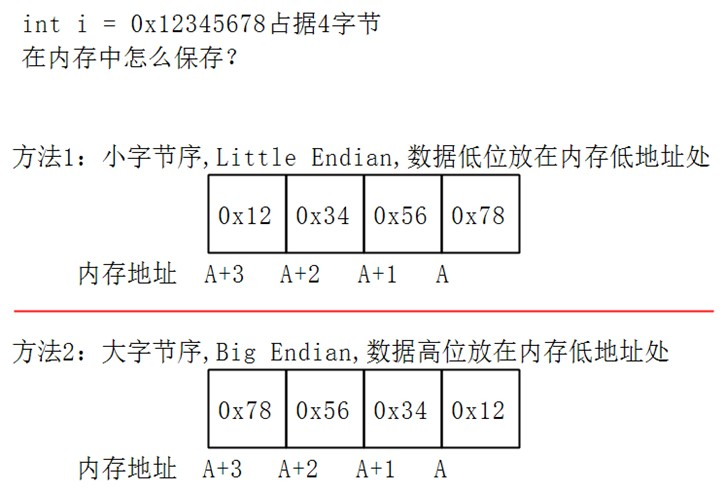 int i = 0x12345678占据4字节
在内存中怎么保存?
方法1: 小字节序,Little Endian,数据低位放在内存低地址处
0x12 0x34 0x56 0x78
内存地址 A+3 A+2 A+1 A
方法2: 大字节序,Big Endian,数据高位放在内存低地址处
0x78 0x56 0x34 0x12
内存地址 A+3 A+2 A+1 A